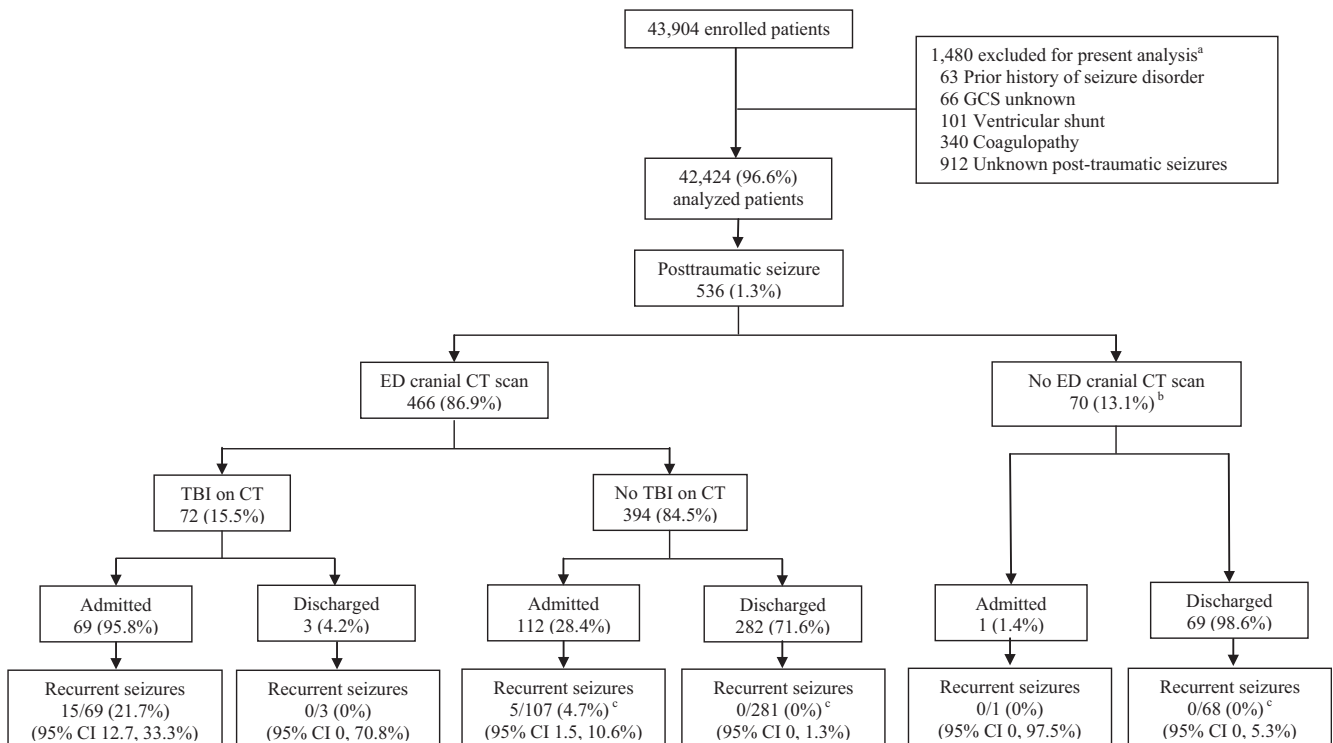 43,904 enrolled patients
1,480 excluded for present analysis^a
63 Prior history of seizure disorder
66 GCS unknown
101 Ventricular shunt
340 Coagulopathy
912 Unknown post-traumatic seizures
42,424 (96.6%)
analyzed patients
Posttraumatic seizure
536 (1.3%)
ED cranial CT scan
466 (86.9%)
No ED cranial CT scan
70 (13.1%) ^b
TBI on CT
72 (15.5%)
No TBI on CT
394 (84.5%)
Admitted
69 (95.8%)
Discharged
3 (4.2%)
Admitted
112 (28.4%)
Discharged
282 (71.6%)
Admitted
1 (1.4%)
Discharged
69 (98.6%)
Recurrent seizures
15/69 (21.7%)
(95% CI 12.7, 33.3%)
Recurrent seizures
0/3 (0%)
(95% CI 0, 70.8%)
Recurrent seizures
5/107 (4.7%) ^c
(95% CI 1.5, 10.6%)
Recurrent seizures
0/281 (0%) ^c
(95% CI 0, 1.3%)
Recurrent seizures
0/1 (0%)
(95% CI 0, 97.5%)
Recurrent seizures
0/68 (0%) ^c
(95% CI 0, 5.3%)